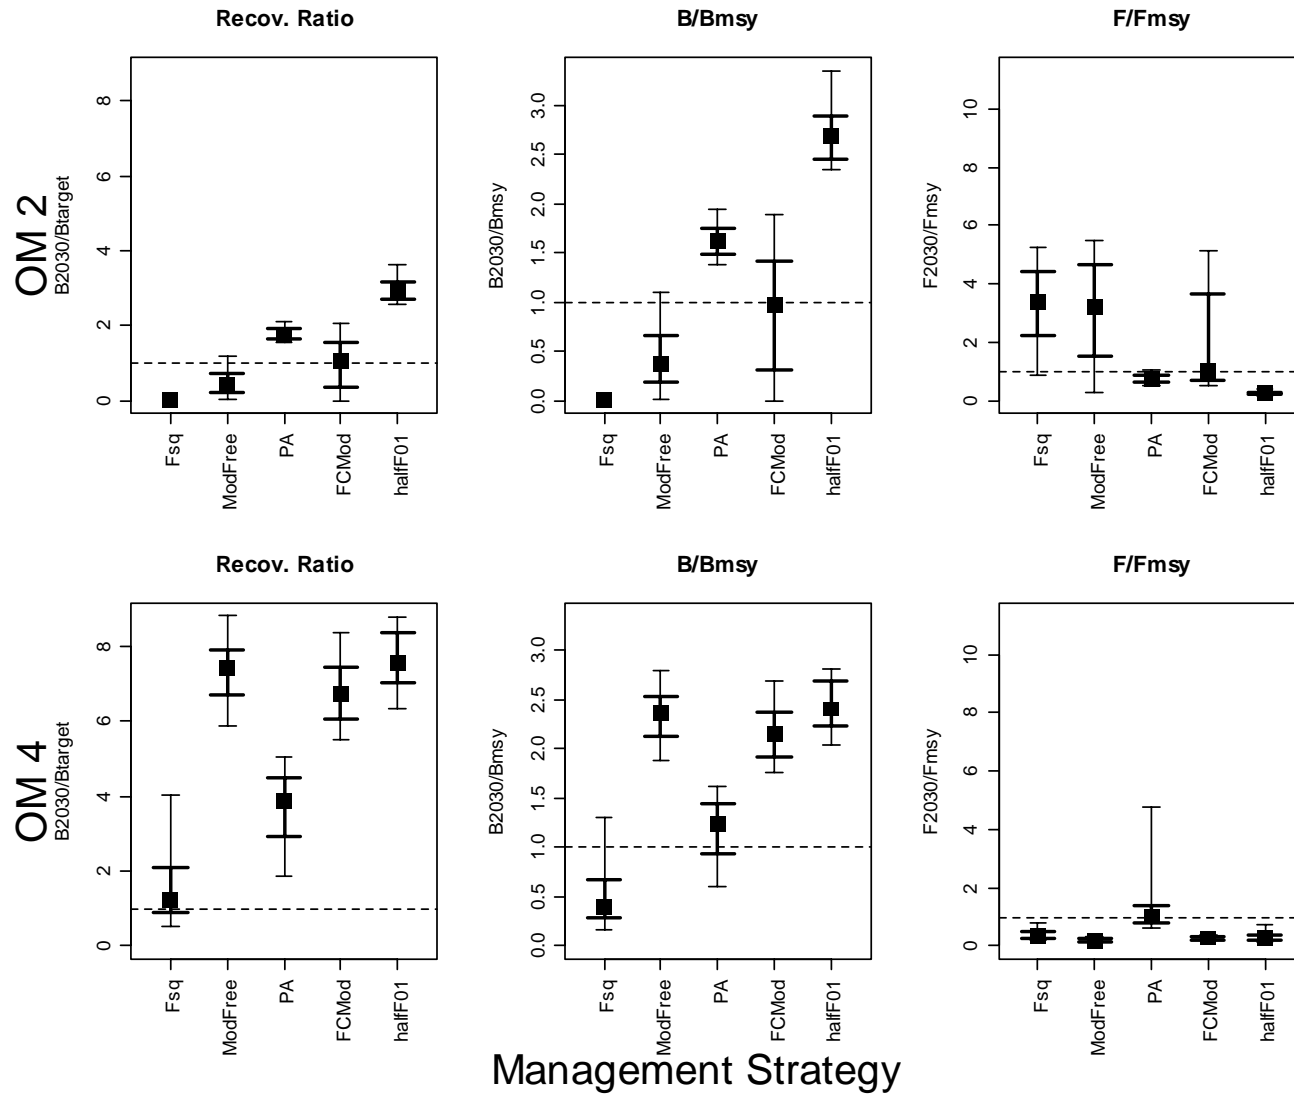 Recov. Ratio
B/Bmsy
F/Fmsy
OM 2
B2030/Btarget
0 2 4 6 8
Fsq ModFree PA FCMod halfF01
B2030/Bmsy
0.0 0.5 1.0 1.5 2.0 2.5 3.0
Fsq ModFree PA FCMod halfF01
F2030/Fmsy
0 2 4 6 8 10
Fsq ModFree PA FCMod halfF01
Recov. Ratio
B/Bmsy
F/Fmsy
OM 4
B2030/Btarget
0 2 4 6 8
Fsq ModFree PA FCMod halfF01
B2030/Bmsy
0.0 0.5 1.0 1.5 2.0 2.5 3.0
Fsq ModFree PA FCMod halfF01
F2030/Fmsy
0 2 4 6 8 10
Fsq ModFree PA FCMod halfF01
Management Strategy